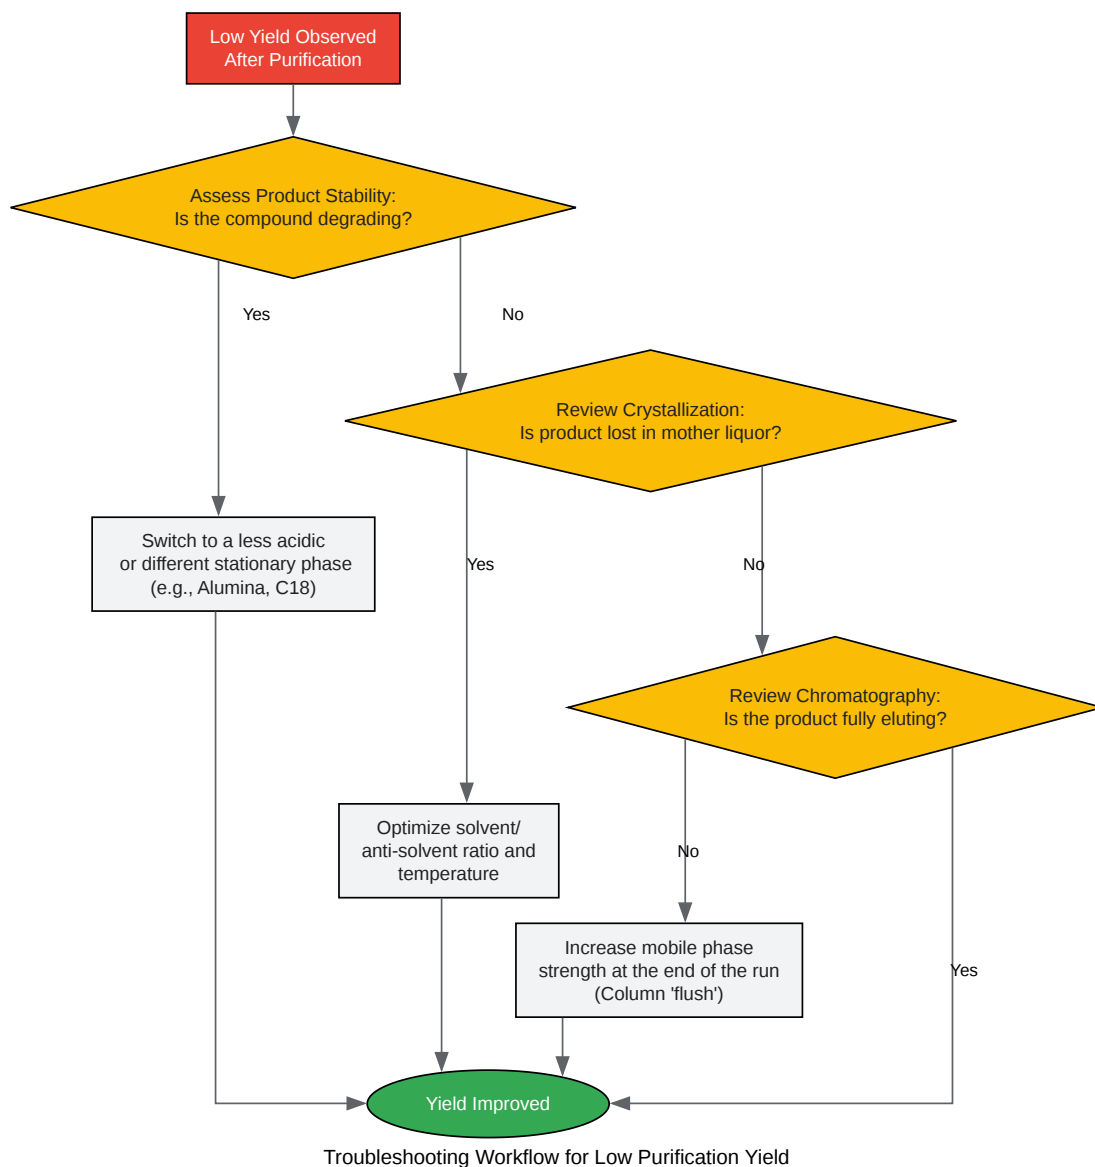 Low Yield Observed
After Purification
Assess Product Stability:
Is the compound degrading?
Yes
No
Review Crystallization:
Is product lost in mother liquor?
Switch to a less acidic
or different stationary phase
(e.g., Alumina, C18)
Yes
No
Review Chromatography:
Is the product fully eluting?
Optimize solvent/
anti-solvent ratio and
temperature
No
Increase mobile phase
strength at the end of the run
(Column 'flush')
Yes
Yield Improved
Troubleshooting Workflow for Low Purification Yield